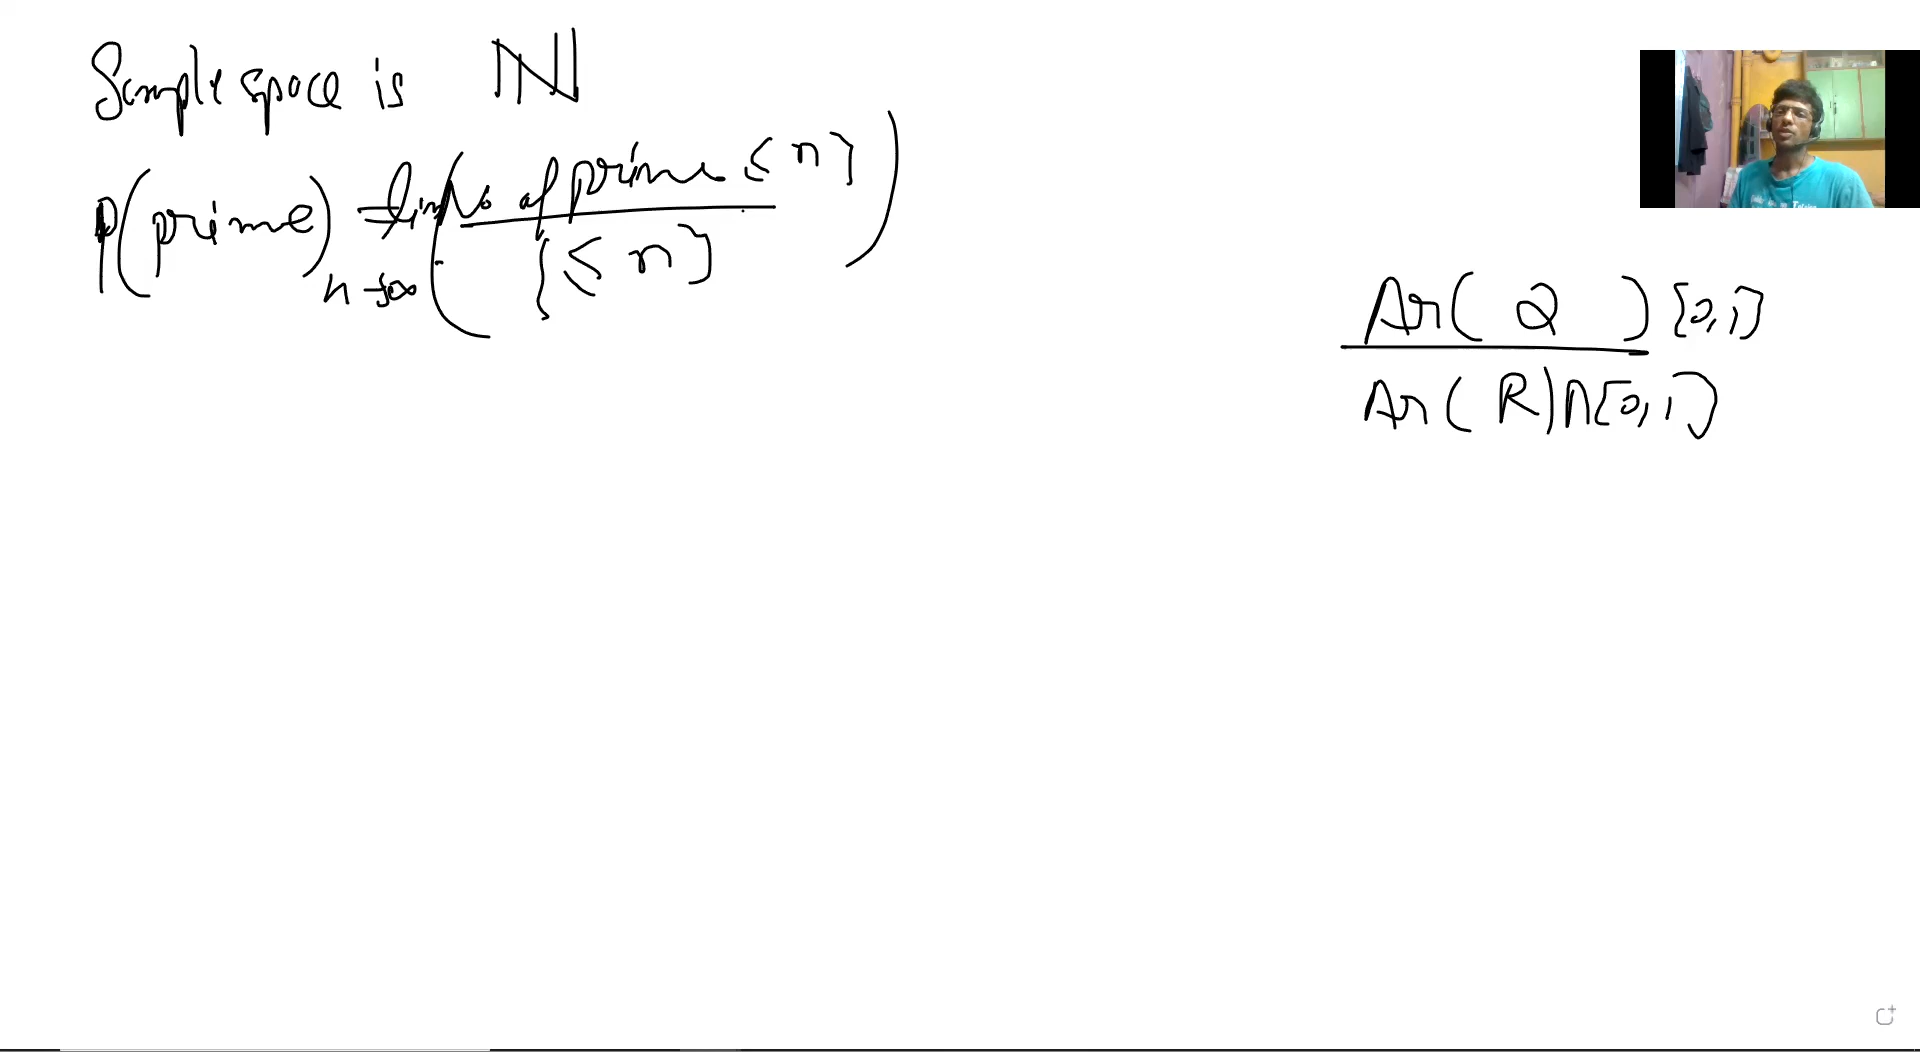 Sample space is ℕ
P(prime) = lim n→∞ (No of prime ≤ n} / {≤ n})
Ar( Q ) [0,1]
Ar( R) ∩ [0,1]